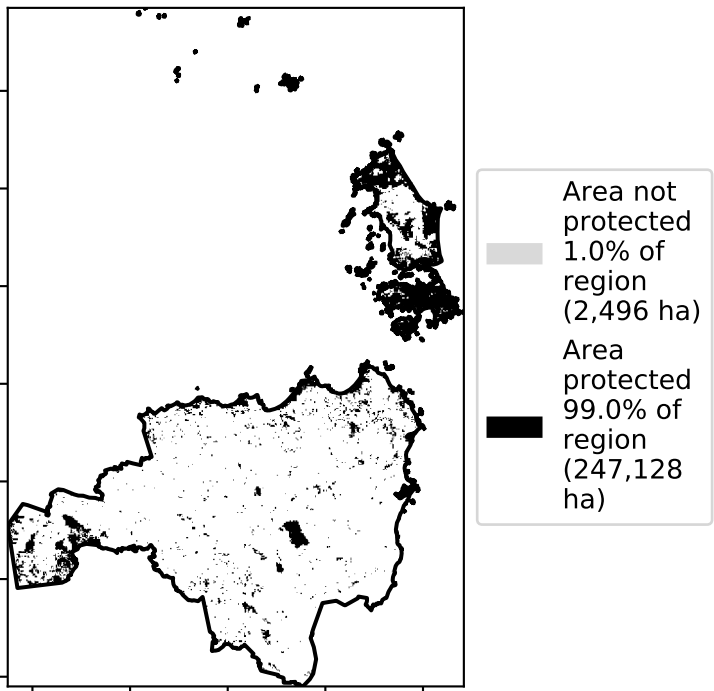 Area not
protected
1.0% of
region
(2,496 ha)
Area
protected
99.0% of
region
(247,128
ha)